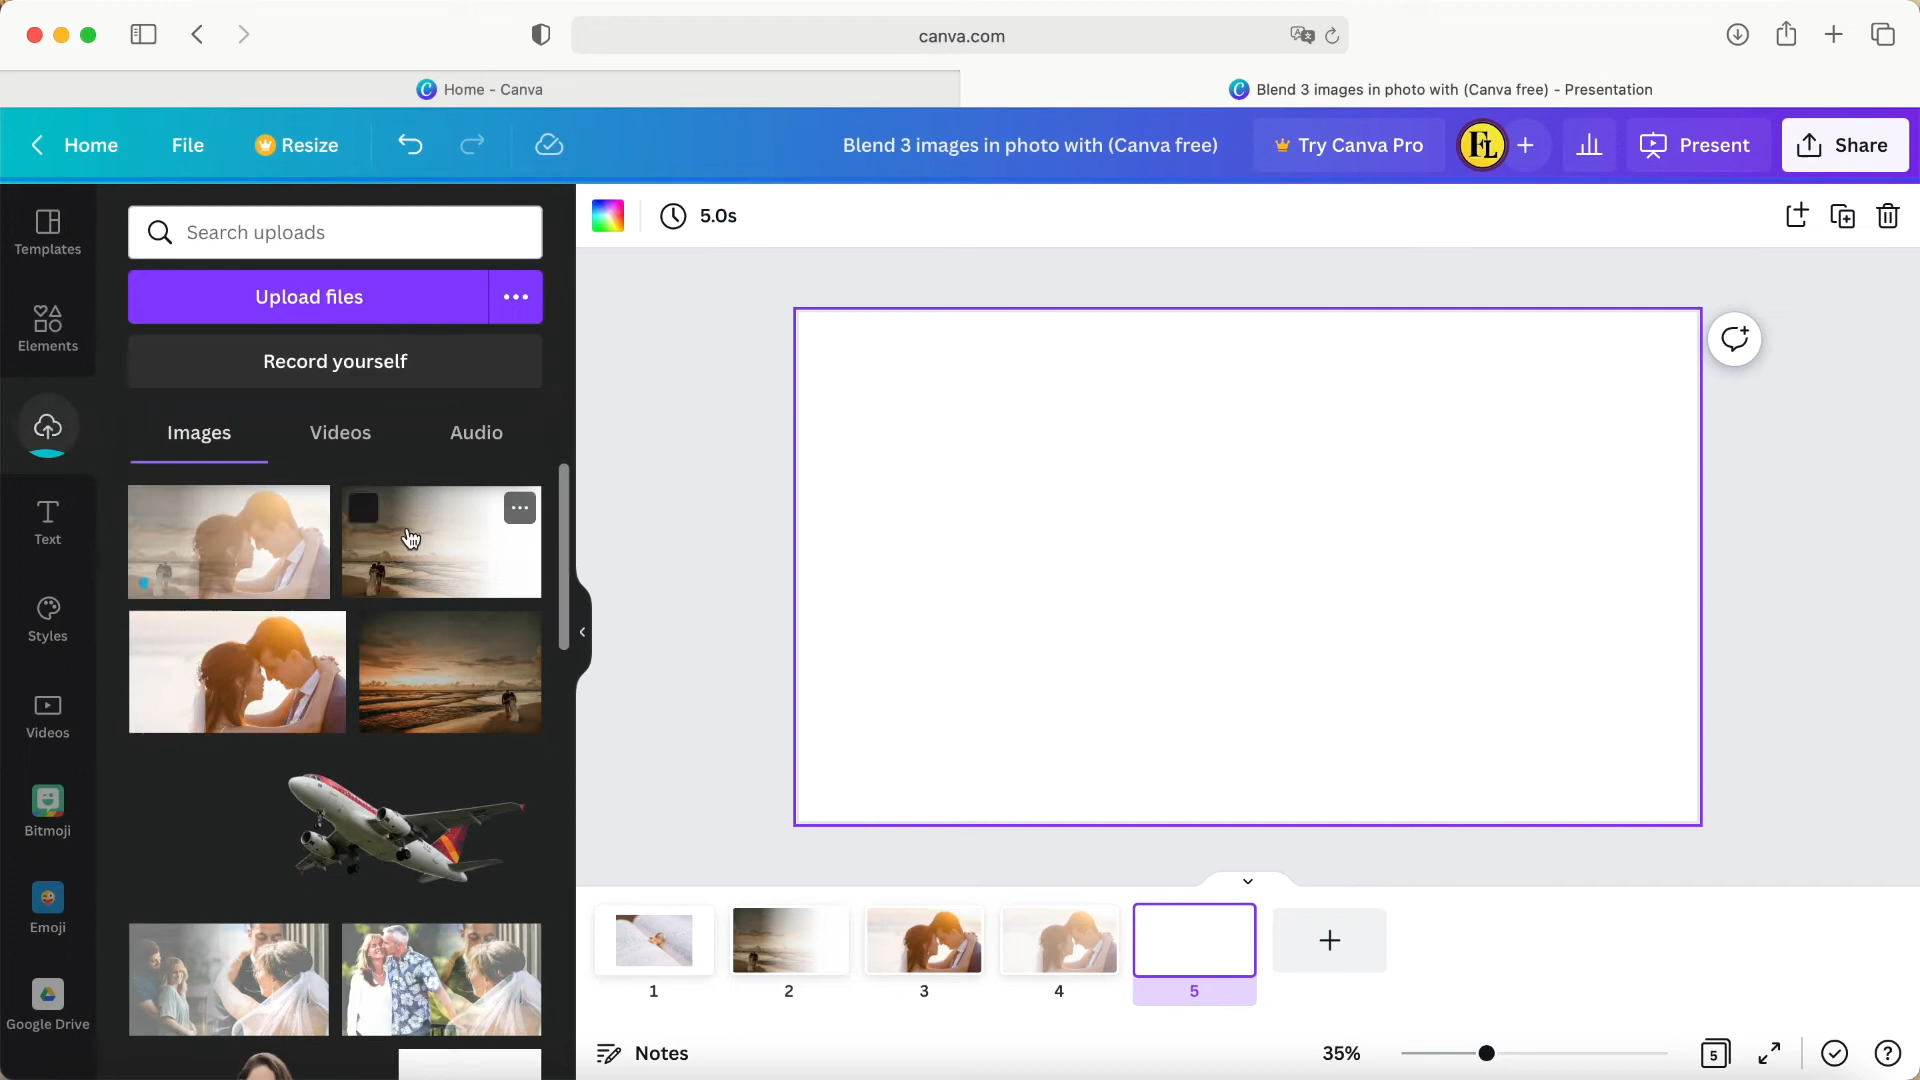 canva.com
Home - Canva
Blend 3 images in photo with (Canva free) - Presentation
Home
File
Resize
Blend 3 images in photo with (Canva free)
Try Canva Pro
FL
Present
Share
Templates
Search uploads
5.0s
Upload files
Elements
Record yourself
Images
Videos
Audio
Text
Styles
Videos
Bitmoji
Emoji
Google Drive
1
2
3
4
5
Notes
35%
5